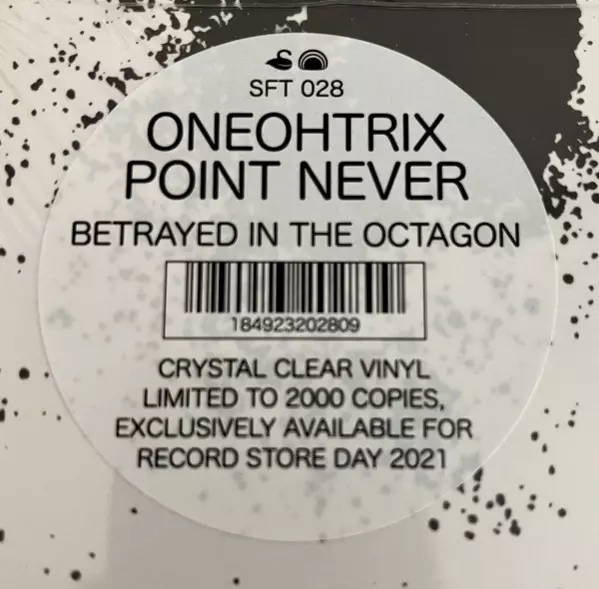 SFT 028
ONEOHTRIX
POINT NEVER
BETRAYED IN THE OCTAGON
184923202809
CRYSTAL CLEAR VINYL
LIMITED TO 2000 COPIES,
EXCLUSIVELY AVAILABLE FOR
RECORD STORE DAY 2021